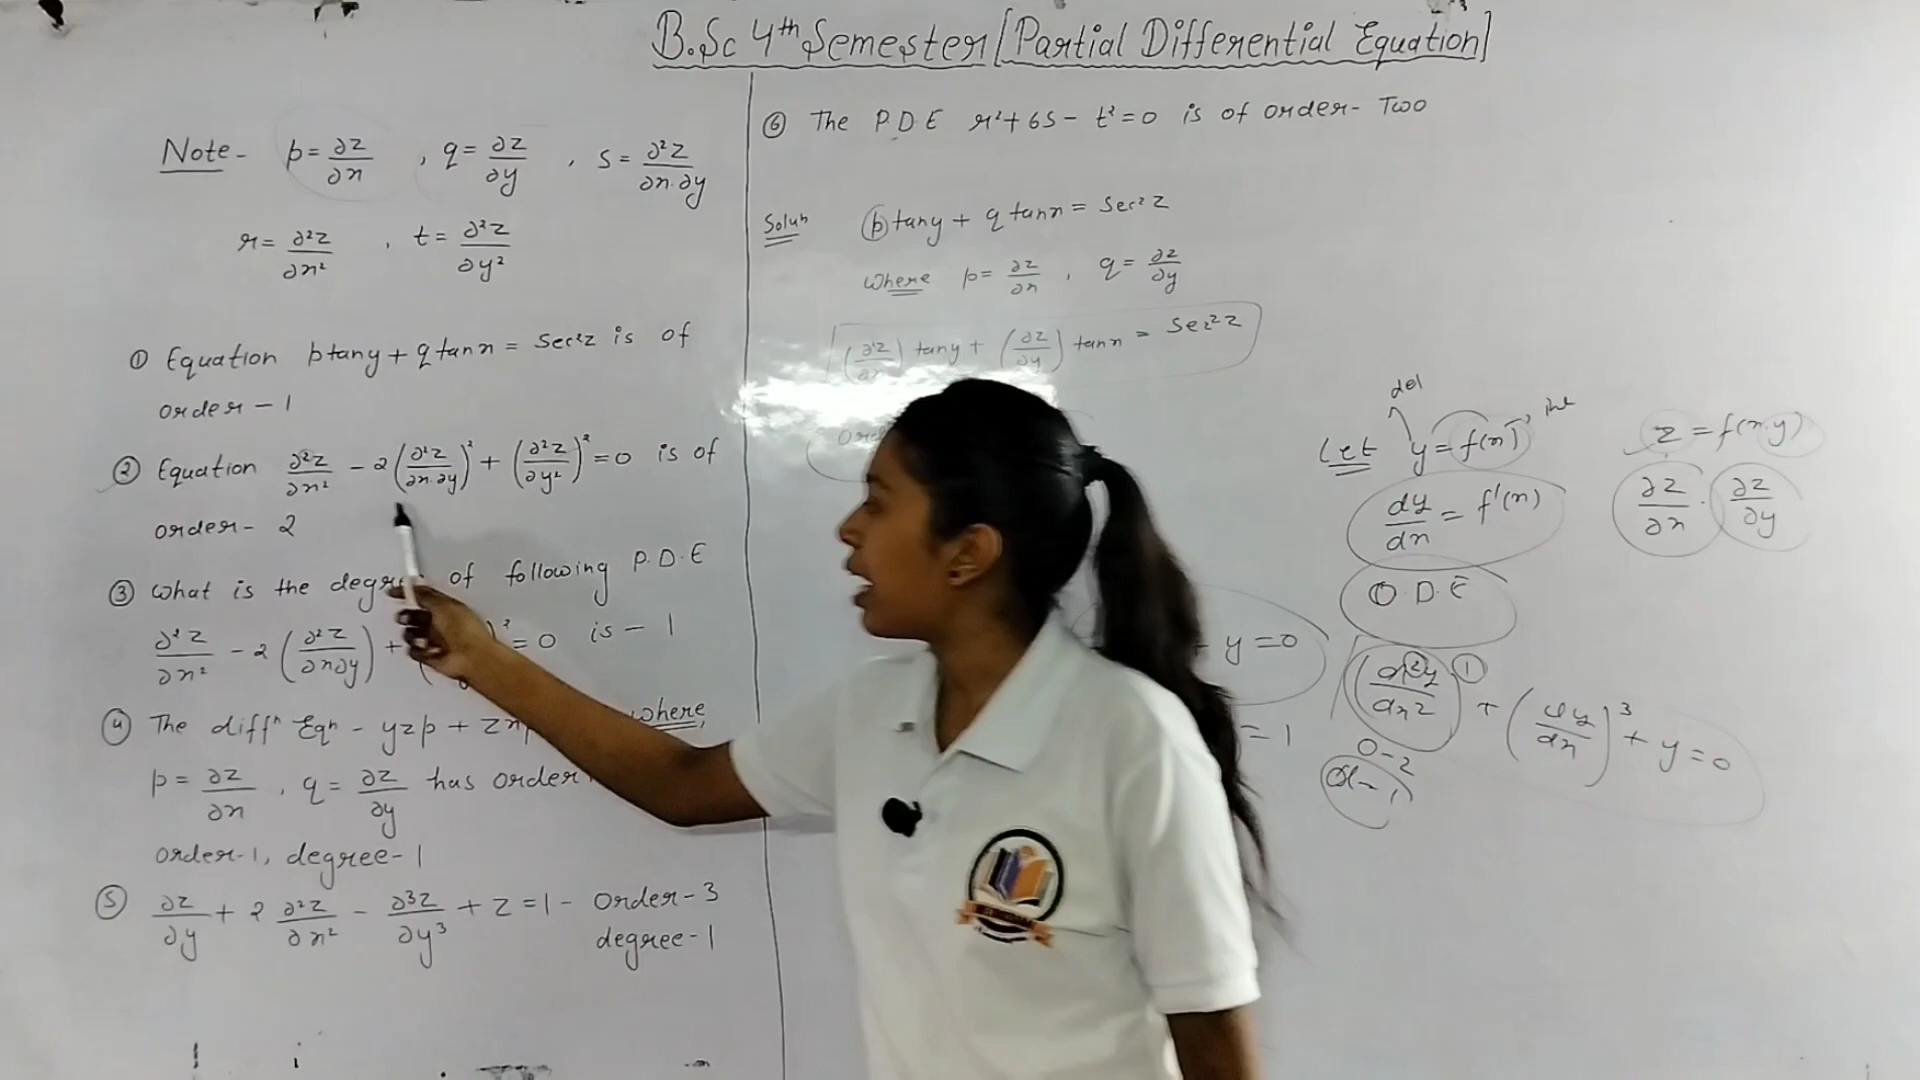 B.Sc 4th Semester [Partial Differential Equation]
Note- p = ∂z/∂x , q = ∂z/∂y , s = ∂²z/∂x.∂y
r = ∂²z/∂x² , t = ∂²z/∂y²
① Equation p tany + q tanx = Sec²z is of
order - 1
② Equation ∂²z/∂x² - 2(∂²z/∂x.∂y)² + (∂²z/∂y²)² = 0 is of
order - 2
③ What is the degree of following P.D.E
∂²z/∂x² - 2(∂²z/∂x∂y) + ( )² = 0 is - 1
④ The diffⁿ Eqⁿ - yzp + zx where,
p = ∂z/∂x , q = ∂z/∂y has order
order-1, degree-1
⑤ ∂z/∂y + 2 ∂²z/∂x² - ∂³z/∂y³ + z = 1 - order-3
degree-1
⑥ The P.D.E r² + 6s - t² = 0 is of order- Two
Soluh p tany + q tanx = Sec² z
Where p = ∂z/∂x , q = ∂z/∂y
(∂z/∂x) tany + (∂z/∂y) tanx = Sec²z
y = 0
= 1
del
Let y = f(x)
dy/dx = f'(x)
O.D.E
(d²y/dx²)① + (dy/dx)³ + y = 0
O-2
z = f(x.y)
∂z/∂x . ∂z/∂y